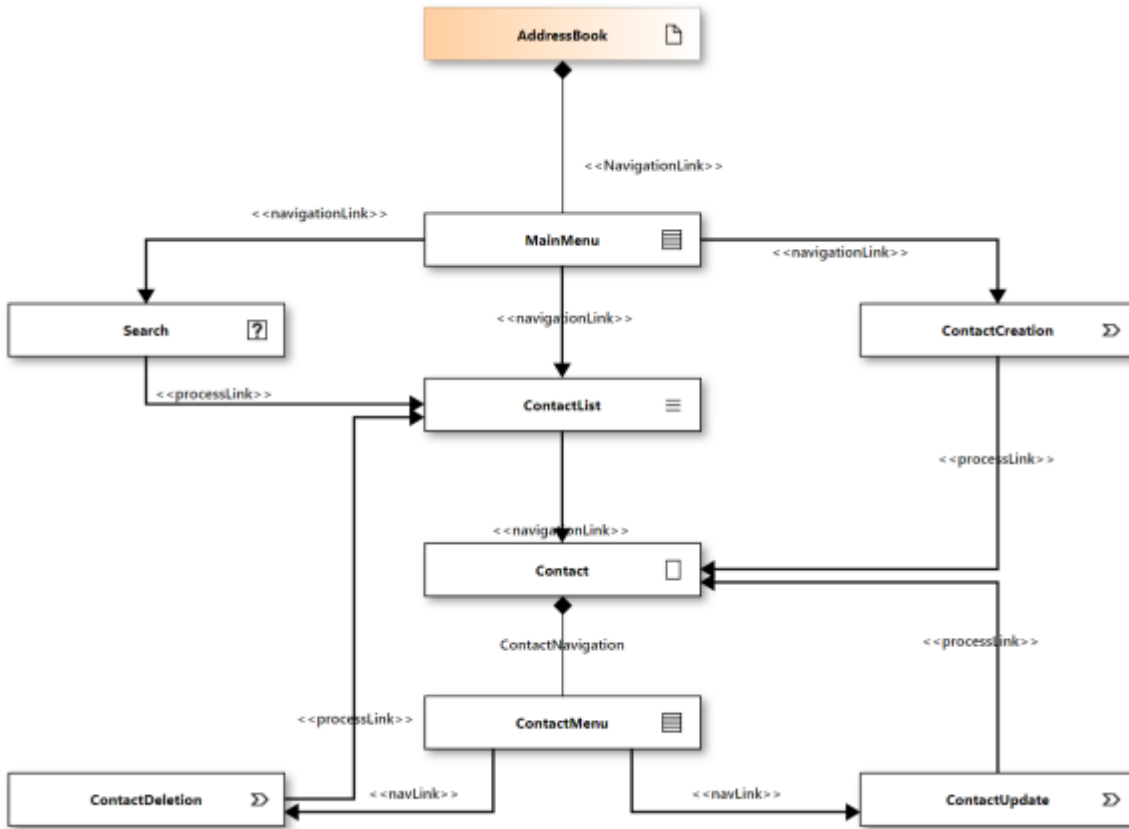 AddressBook
<<NavigationLink>>
<<navigationLink>>
MainMenu
<<navigationLink>>
<<navigationLink>>
Search
?
ContactCreation
<<processLink>>
ContactList
<<processLink>>
<<navigationLink>>
Contact
ContactNavigation
<<processLink>>
<<processLink>>
ContactMenu
ContactDeletion
<<navLink>>
<<navLink>>
ContactUpdate